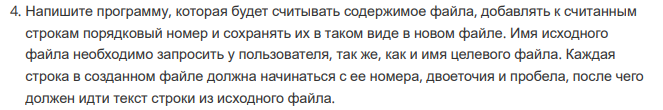 4. Напишите программу, которая будет считывать содержимое файла, добавлять к считанным
строкам порядковый номер и сохранять их в таком виде в новом файле. Имя исходного
файла необходимо запросить у пользователя, так же, как и имя целевого файла. Каждая
строка в созданном файле должна начинаться с ее номера, двоеточия и пробела, после чего
должен идти текст строки из исходного файла.